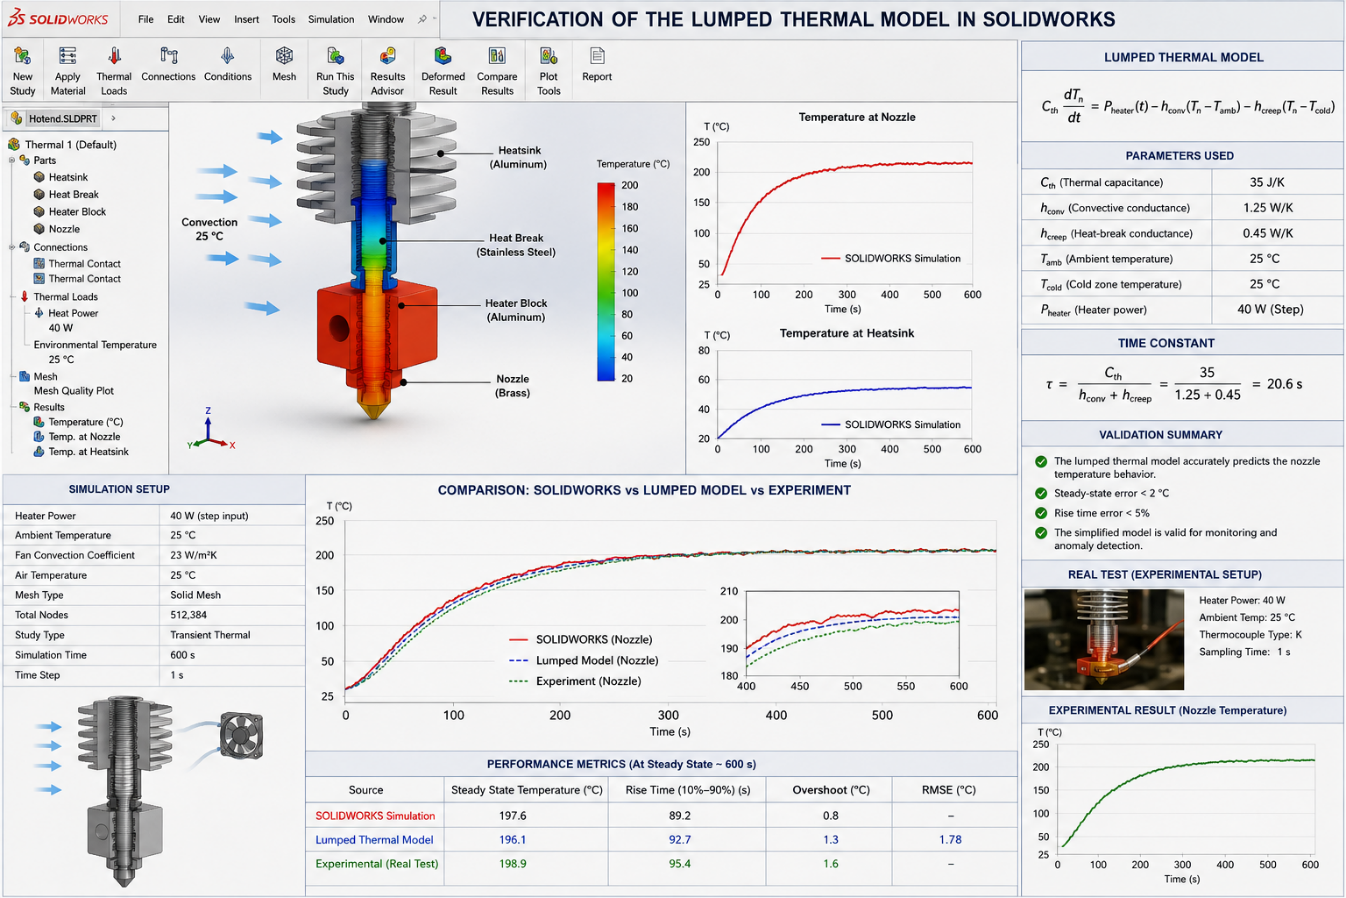 SOLIDWORKS
File Edit View Insert Tools Simulation Window
VERIFICATION OF THE LUMPED THERMAL MODEL IN SOLIDWORKS
New Study
Apply Material
Thermal Loads
Connections
Conditions
Mesh
Run This Study
Results Advisor
Deformed Result
Compare Results
Plot Tools
Report
Hotend.SLDPRT
Thermal 1 (Default)
Parts
Heatsink
Heat Break
Heater Block
Nozzle
Connections
Thermal Contact
Thermal Contact
Thermal Loads
Heat Power
40 W
Environmental Temperature
25 °C
Mesh
Mesh Quality Plot
Results
Temperature (°C)
Temp. at Nozzle
Temp. at Heatsink
Convection
25 °C
Heatsink
(Aluminum)
Heat Break
(Stainless Steel)
Heater Block
(Aluminum)
Nozzle
(Brass)
Z
Y
X
Temperature (°C)
200
180
160
140
120
100
80
60
40
20
Temperature at Nozzle
T (°C)
250
200
150
100
50
25
SOLIDWORKS Simulation
0 100 200 300 400 500 600
Time (s)
Temperature at Heatsink
T (°C)
80
60
40
20
SOLIDWORKS Simulation
0 100 200 300 400 500 600
Time (s)
LUMPED THERMAL MODEL
C_th dT_n/dt = P_heater(t) − h_conv(T_n − T_amb) − h_creep(T_n − T_cold)
PARAMETERS USED
C_th (Thermal capacitance) 35 J/K
h_conv (Convective conductance) 1.25 W/K
h_creep (Heat-break conductance) 0.45 W/K
T_amb (Ambient temperature) 25 °C
T_cold (Cold zone temperature) 25 °C
P_heater (Heater power) 40 W (Step)
TIME CONSTANT
τ = C_th / (h_conv + h_creep) = 35 / (1.25 + 0.45) = 20.6 s
VALIDATION SUMMARY
The lumped thermal model accurately predicts the nozzle
temperature behavior.
Steady-state error < 2 °C
Rise time error < 5%
The simplified model is valid for monitoring and
anomaly detection.
REAL TEST (EXPERIMENTAL SETUP)
Heater Power: 40 W
Ambient Temp: 25 °C
Thermocouple Type: K
Sampling Time: 1 s
EXPERIMENTAL RESULT (Nozzle Temperature)
T (°C)
250
200
150
100
50
25
0 100 200 300 400 500 600
Time (s)
SIMULATION SETUP
Heater Power 40 W (step input)
Ambient Temperature 25 °C
Fan Convection Coefficient 23 W/m²K
Air Temperature 25 °C
Mesh Type Solid Mesh
Total Nodes 512,384
Study Type Transient Thermal
Simulation Time 600 s
Time Step 1 s
COMPARISON: SOLIDWORKS vs LUMPED MODEL vs EXPERIMENT
T (°C)
250
200
150
100
50
25
SOLIDWORKS (Nozzle)
Lumped Model (Nozzle)
Experiment (Nozzle)
210
200
190
180
400 450 500 550 600
0 100 200 300 400 500 600
Time (s)
PERFORMANCE METRICS (At Steady State ~ 600 s)
Source Steady State Temperature (°C) Rise Time (10%–90%) (s) Overshoot (°C) RMSE (°C)
SOLIDWORKS Simulation 197.6 89.2 0.8 –
Lumped Thermal Model 196.1 92.7 1.3 1.78
Experimental (Real Test) 198.9 95.4 1.6 –